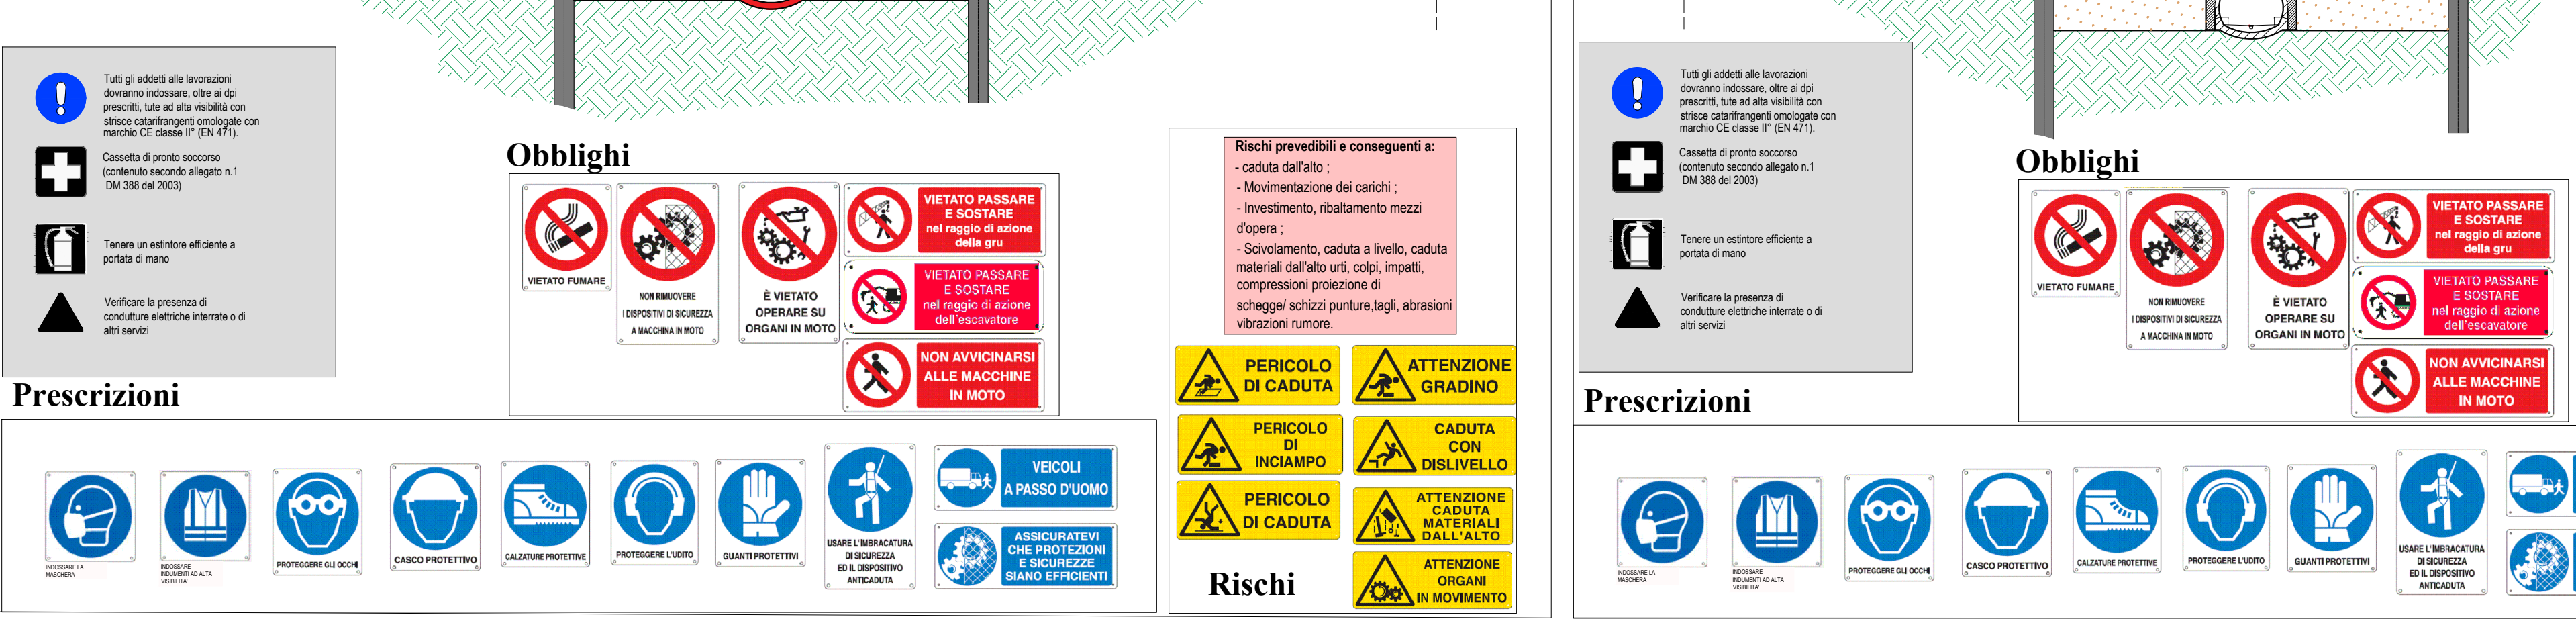 Tutti gli addetti alle lavorazioni
dovranno indossare, oltre ai dpi
prescritti, tute ad alta visibilità con
strisce catarifrangenti omologate con
marchio CE classe II° (EN 471).
Cassetta di pronto soccorso
(contenuto secondo allegato n.1
DM 388 del 2003)
Tenere un estintore efficiente a
portata di mano
Verificare la presenza di
condutture elettriche interrate o di
altri servizi
Prescrizioni
Obblighi
VIETATO FUMARE
NON RIMUOVERE
I DISPOSITIVI DI SICUREZZA
A MACCHINA IN MOTO
È VIETATO
OPERARE SU
ORGANI IN MOTO
VIETATO PASSARE
E SOSTARE
nel raggio di azione
della gru
VIETATO PASSARE
E SOSTARE
nel raggio di azione
dell'escavatore
NON AVVICINARSI
ALLE MACCHINE
IN MOTO
INDOSSARE LA
MASCHERA
INDOSSARE
INDUMENTI AD ALTA
VISIBILITA'
PROTEGGERE GLI OCCHI
CASCO PROTETTIVO
CALZATURE PROTETTIVE
PROTEGGERE L'UDITO
GUANTI PROTETTIVI
USARE L'IMBRACATURA
DI SICUREZZA
ED IL DISPOSITIVO
ANTICADUTA
VEICOLI
A PASSO D'UOMO
ASSICURATEVI
CHE PROTEZIONI
E SICUREZZE
SIANO EFFICIENTI
Rischi prevedibili e conseguenti a:
- caduta dall'alto ;
- Movimentazione dei carichi ;
- Investimento, ribaltamento mezzi
d'opera ;
- Scivolamento, caduta a livello, caduta
materiali dall'alto urti, colpi, impatti,
compressioni proiezione di
schegge/ schizzi punture,tagli, abrasioni
vibrazioni rumore.
PERICOLO
DI CADUTA
ATTENZIONE
GRADINO
PERICOLO
DI
INCIAMPO
CADUTA
CON
DISLIVELLO
PERICOLO
DI CADUTA
ATTENZIONE
CADUTA
MATERIALI
DALL'ALTO
ATTENZIONE
ORGANI
IN MOVIMENTO
Rischi
Tutti gli addetti alle lavorazioni
dovranno indossare, oltre ai dpi
prescritti, tute ad alta visibilità con
strisce catarifrangenti omologate con
marchio CE classe II° (EN 471).
Cassetta di pronto soccorso
(contenuto secondo allegato n.1
DM 388 del 2003)
Tenere un estintore efficiente a
portata di mano
Verificare la presenza di
condutture elettriche interrate o di
altri servizi
Prescrizioni
Obblighi
VIETATO FUMARE
NON RIMUOVERE
I DISPOSITIVI DI SICUREZZA
A MACCHINA IN MOTO
È VIETATO
OPERARE SU
ORGANI IN MOTO
VIETATO PASSARE
E SOSTARE
nel raggio di azione
della gru
VIETATO PASSARE
E SOSTARE
nel raggio di azione
dell'escavatore
NON AVVICINARSI
ALLE MACCHINE
IN MOTO
INDOSSARE LA
MASCHERA
INDOSSARE
INDUMENTI AD ALTA
VISIBILITA'
PROTEGGERE GLI OCCHI
CASCO PROTETTIVO
CALZATURE PROTETTIVE
PROTEGGERE L'UDITO
GUANTI PROTETTIVI
USARE L'IMBRACATURA
DI SICUREZZA
ED IL DISPOSITIVO
ANTICADUTA